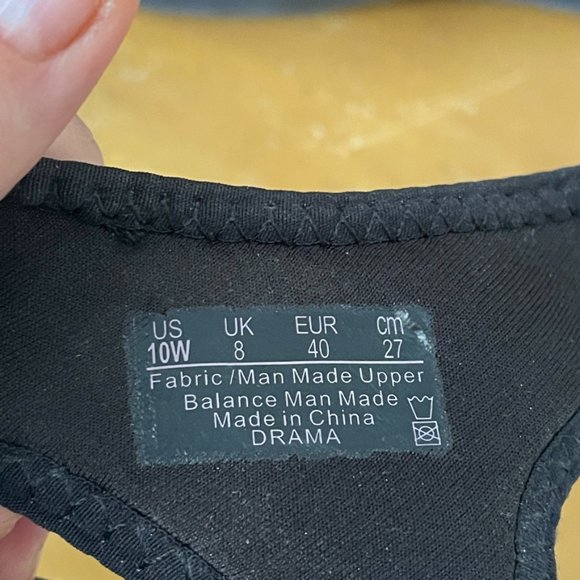 US UK EUR cm
10W 8 40 27
Fabric /Man Made Upper
Balance Man Made
Made in China
DRAMA